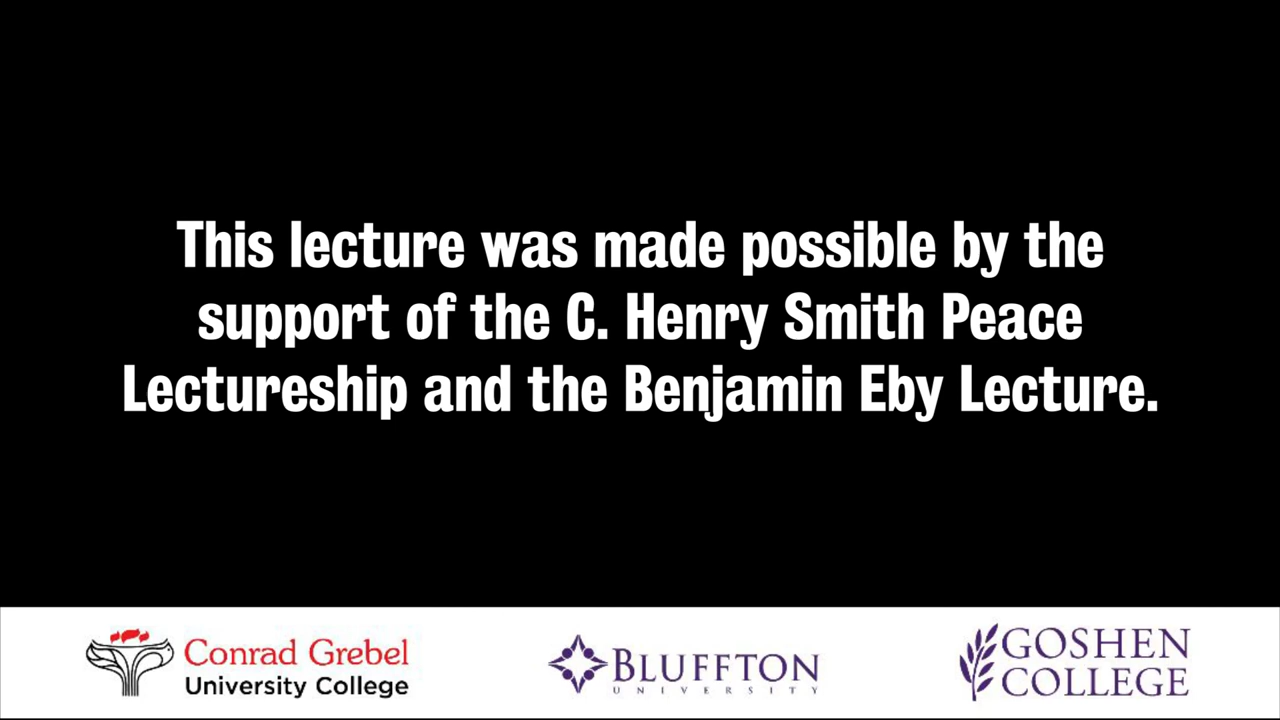 This lecture was made possible by the
support of the C. Henry Smith Peace
Lectureship and the Benjamin Eby Lecture.
Conrad Grebel
University College
BLUFFTON
UNIVERSITY
GOSHEN
COLLEGE